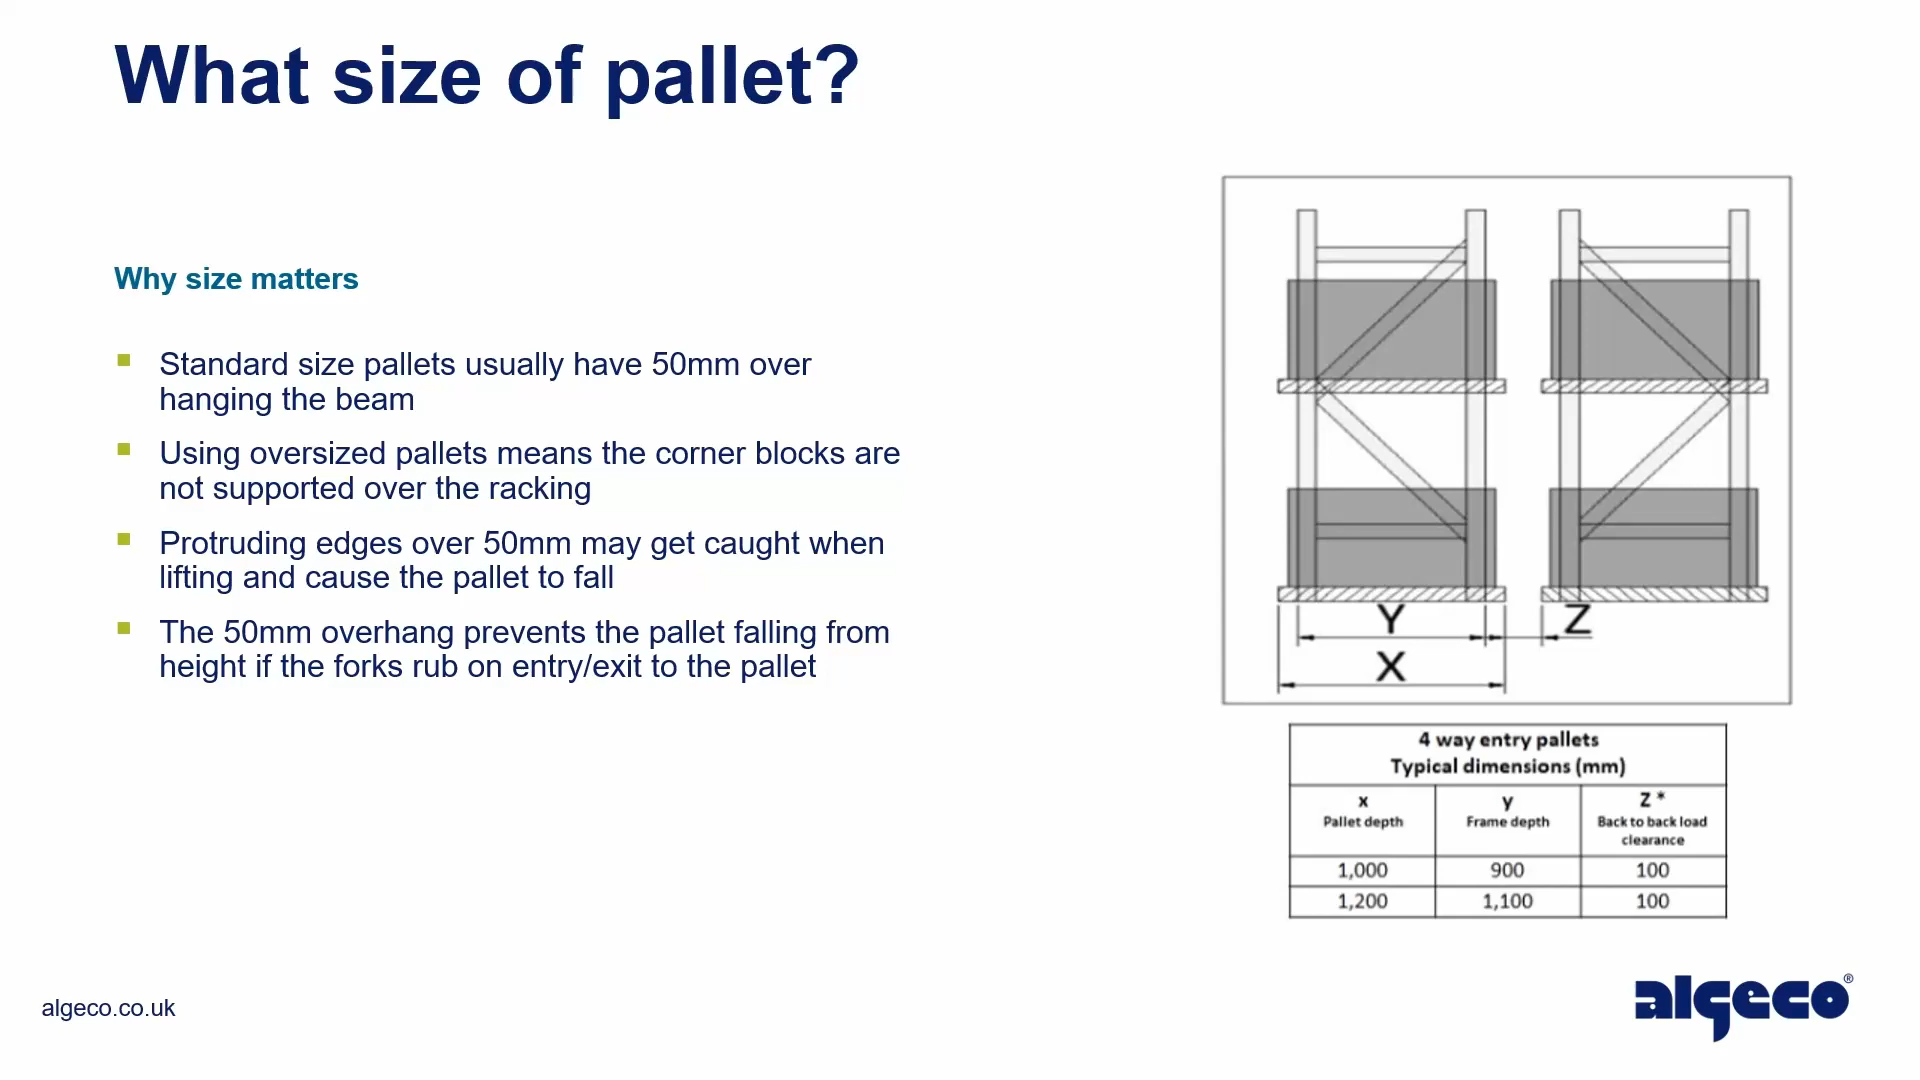 What size of pallet?
Why size matters
Standard size pallets usually have 50mm over
hanging the beam
Using oversized pallets means the corner blocks are
not supported over the racking
Protruding edges over 50mm may get caught when
lifting and cause the pallet to fall
The 50mm overhang prevents the pallet falling from
height if the forks rub on entry/exit to the pallet
Y
Z
X
4 way entry pallets
Typical dimensions (mm)
x y Z *
Pallet depth Frame depth Back to back load
clearance
1,000 900 100
1,200 1,100 100
algeco.co.uk
algeco®